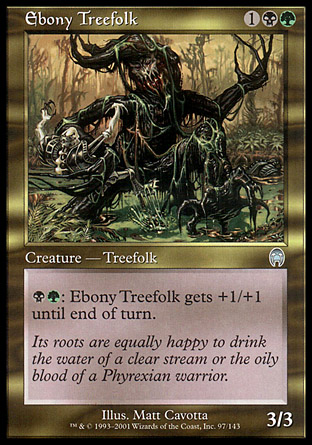 Ebony Treefolk 1
Creature — Treefolk
: Ebony Treefolk gets +1/+1
until end of turn.
Its roots are equally happy to drink
the water of a clear stream or the oily
blood of a Phyrexian warrior.
Illus. Matt Cavotta
™ & © 1993–2001 Wizards of the Coast, Inc. 97/143
3/3